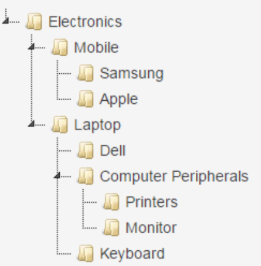 Electronics
Mobile
Samsung
Apple
Laptop
Dell
Computer Peripherals
Printers
Monitor
Keyboard